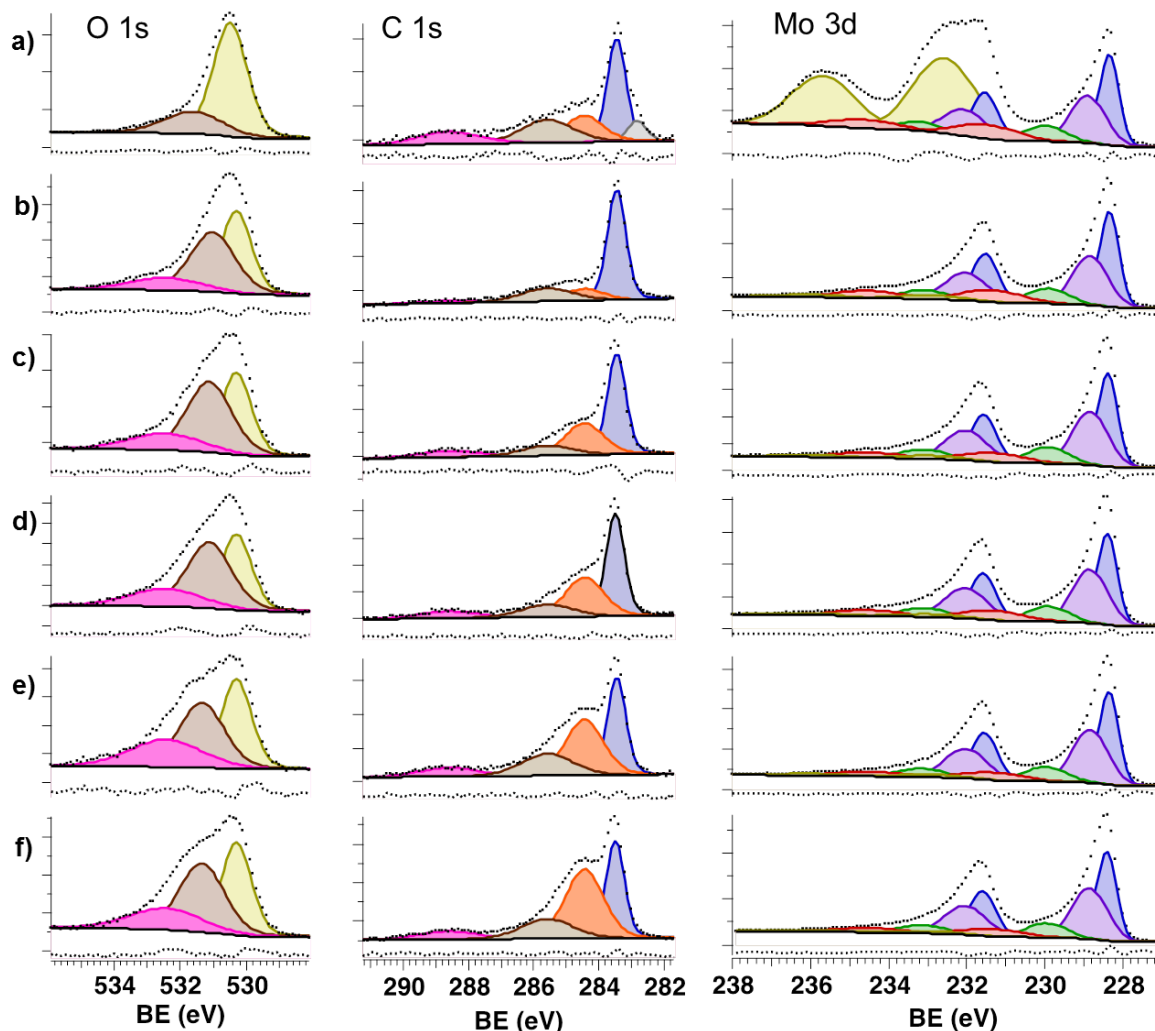 O 1s C 1s Mo 3d
a)
b)
c)
d)
e)
f)
534 532 530 290 288 286 284 282 238 236 234 232 230 228
BE (eV) BE (eV) BE (eV)